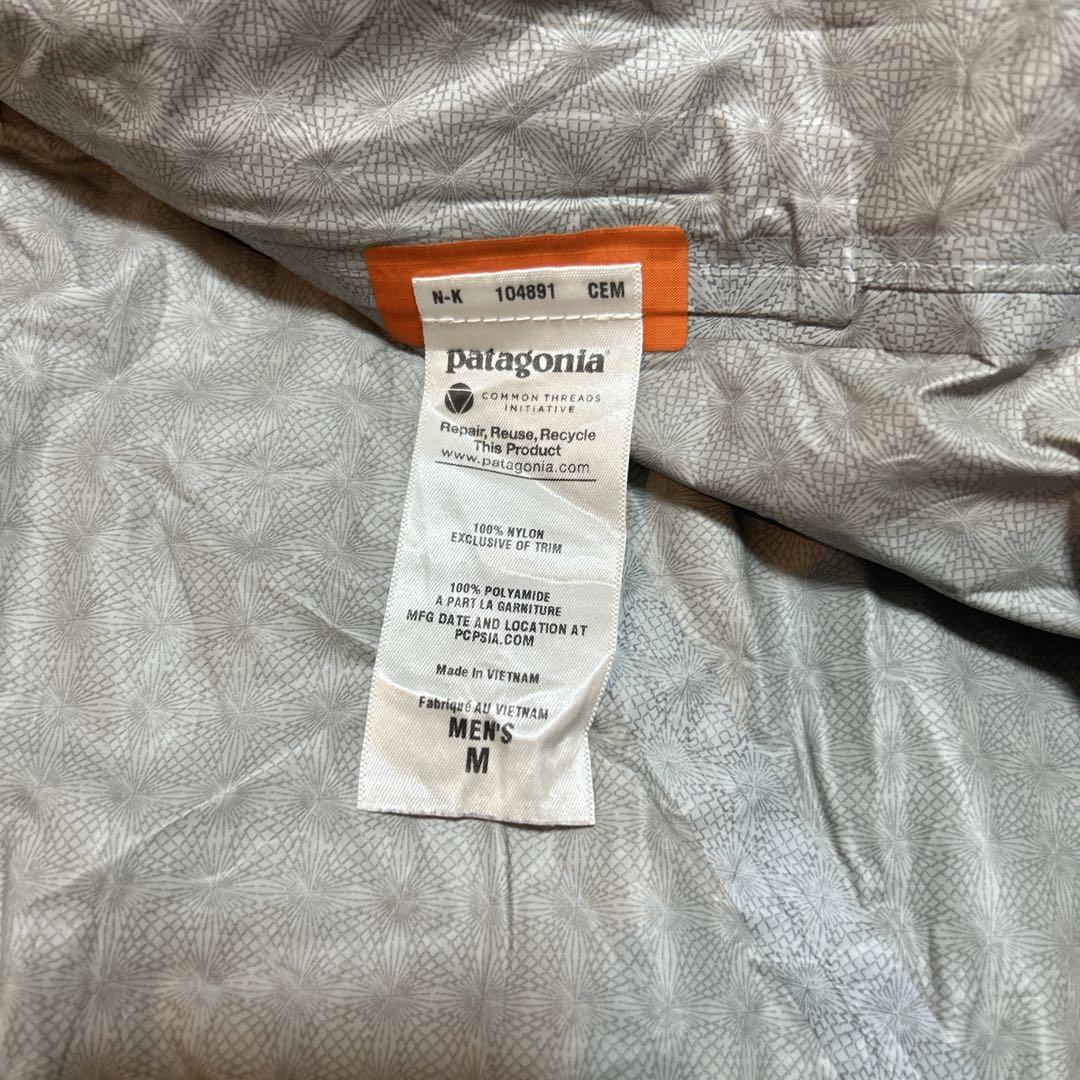 N-K 104891 CEM
patagonia®
COMMON THREADS
INITIATIVE
Repair, Reuse, Recycle
This Product
www.patagonia.com
100% NYLON
EXCLUSIVE OF TRIM
100% POLYAMIDE
A PART LA GARNITURE
MFG DATE AND LOCATION AT
PCPSIA.COM
Made In VIETNAM
Fabriqué AU VIETNAM
MEN'S
M